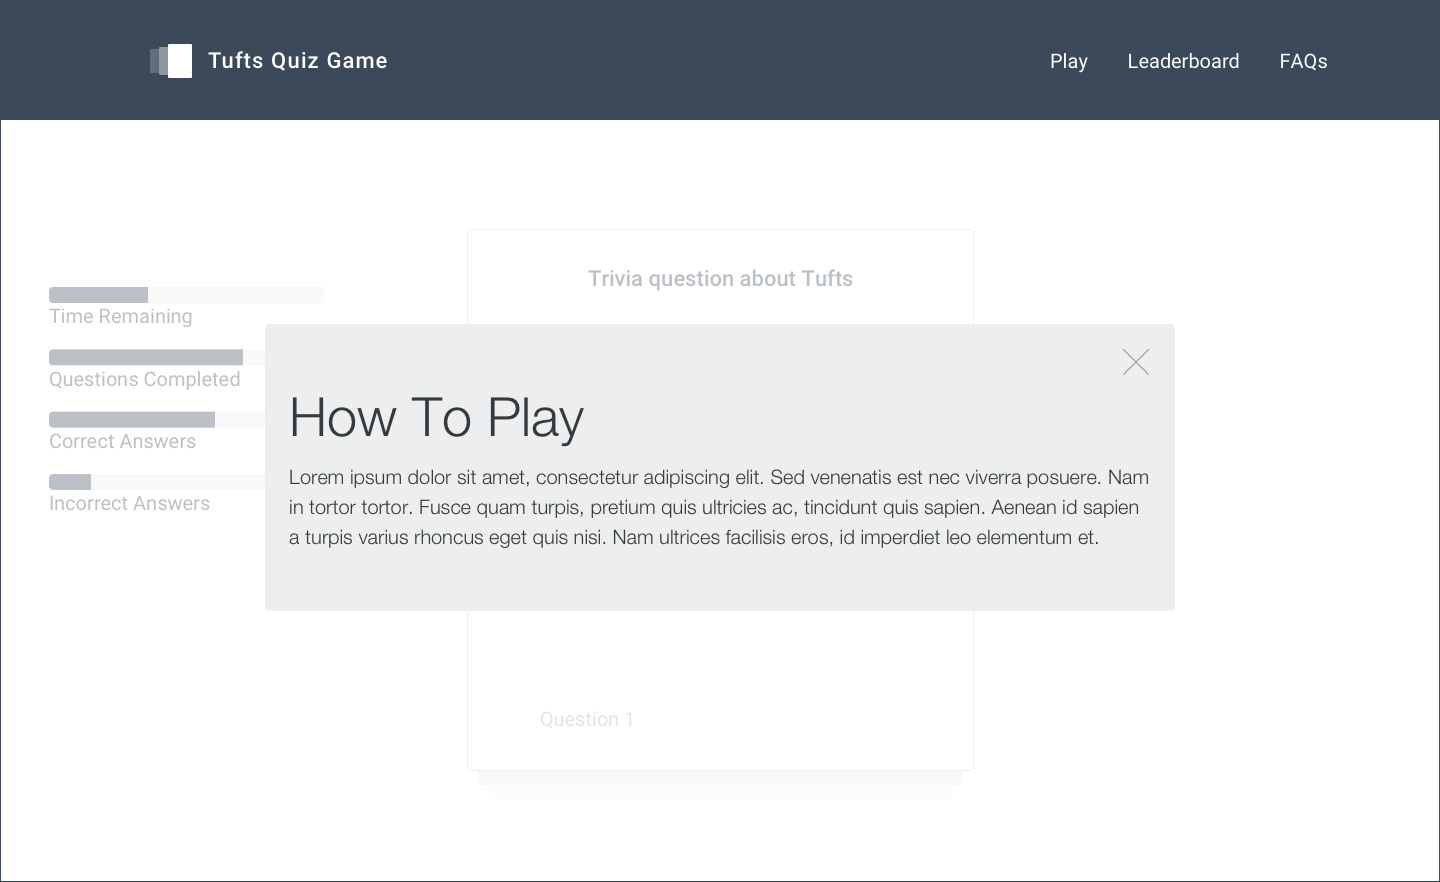 Tufts Quiz Game
Play
Leaderboard
FAQs
Trivia question about Tufts
Time Remaining
Questions Completed
Correct Answers
Incorrect Answers
How To Play
Lorem ipsum dolor sit amet, consectetur adipiscing elit. Sed venenatis est nec viverra posuere. Nam
in tortor tortor. Fusce quam turpis, pretium quis ultricies ac, tincidunt quis sapien. Aenean id sapien
a turpis varius rhoncus eget quis nisi. Nam ultrices facilisis eros, id imperdiet leo elementum et.
Question 1